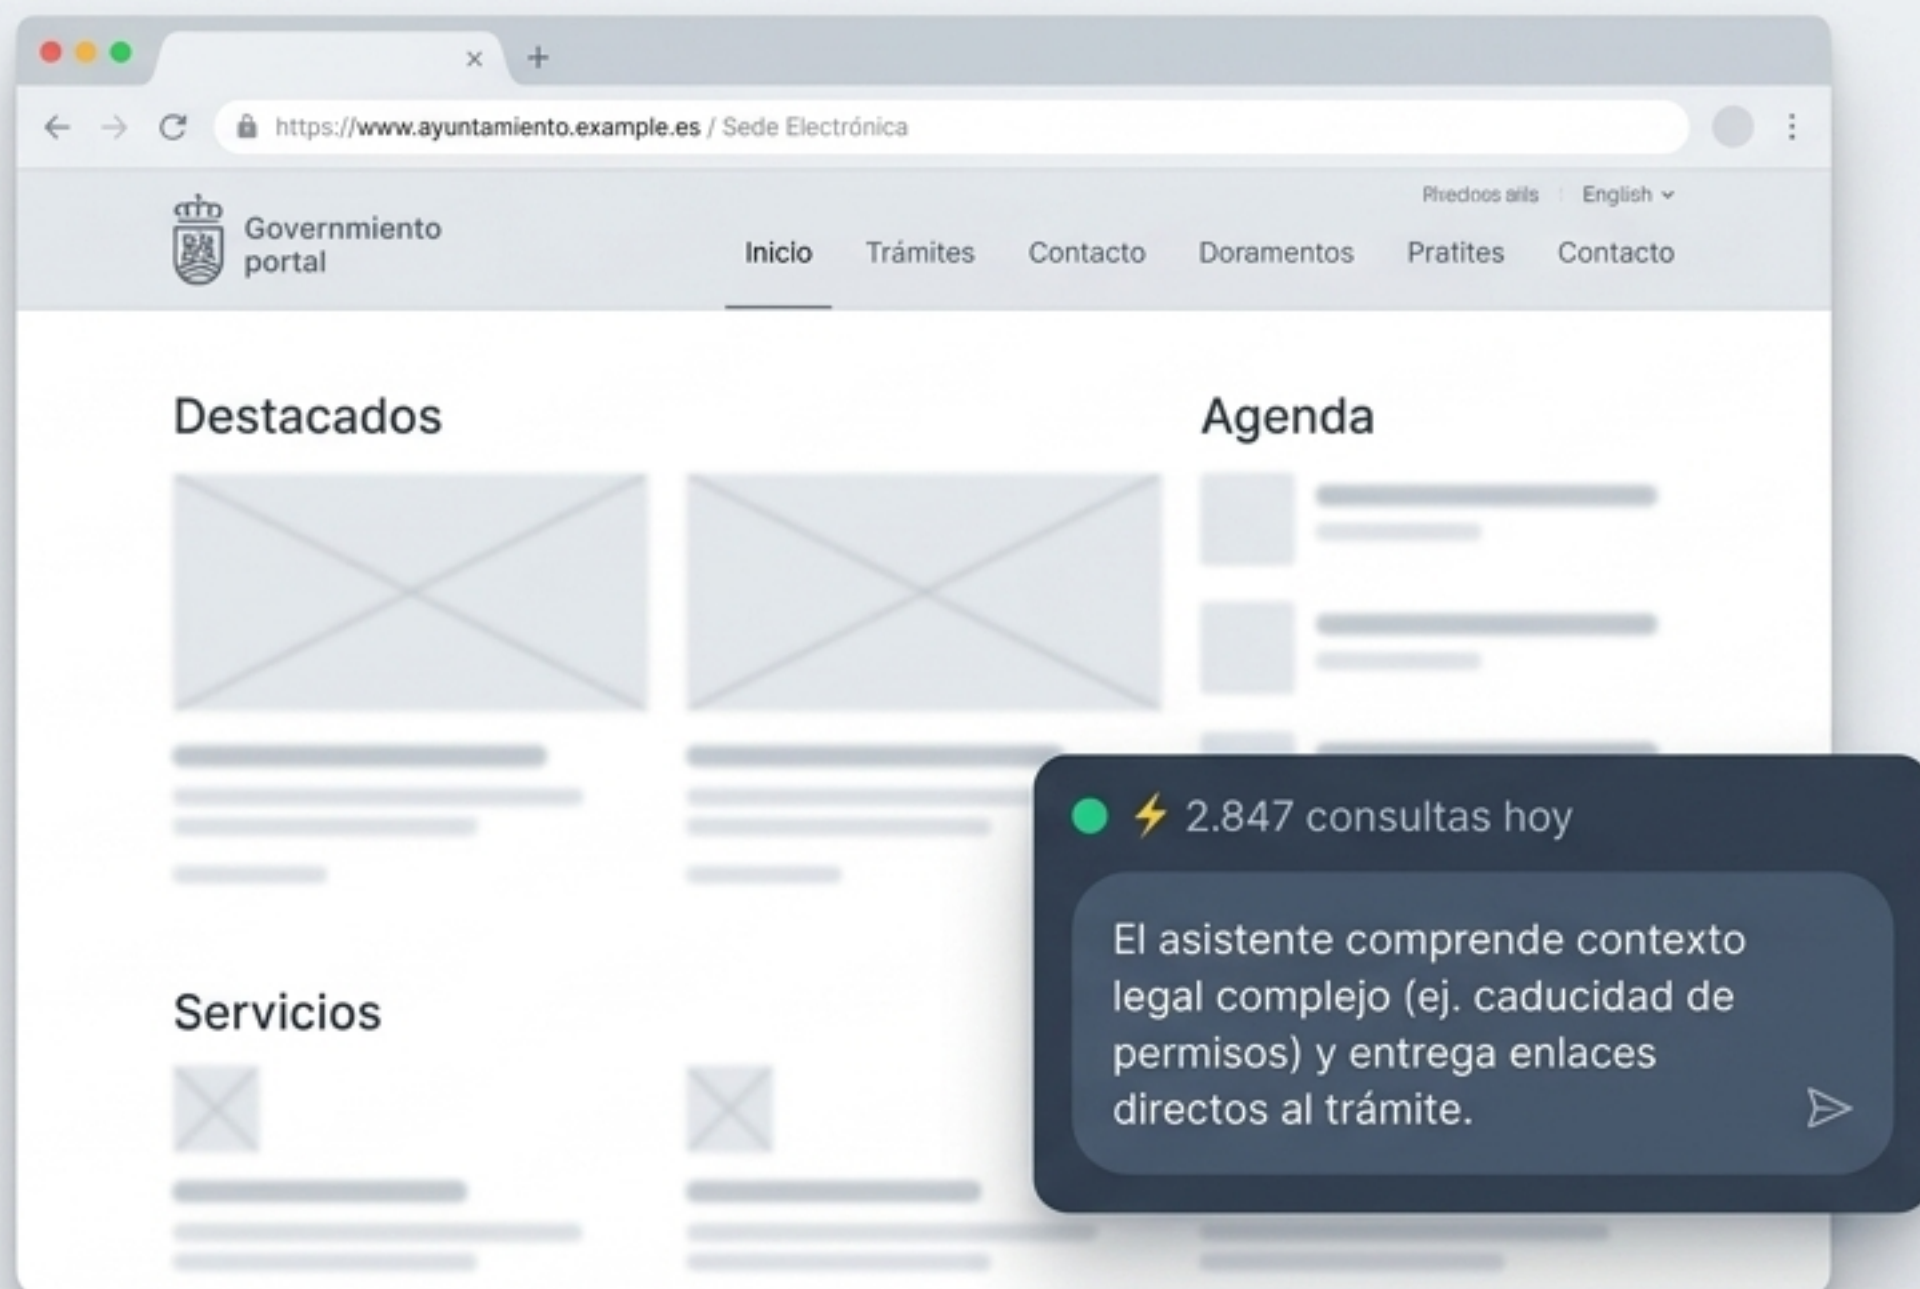 https://www.ayuntamiento.example.es / Sede Electrónica
English
Governmiento
portal
Inicio Trámites Contacto Doramentos Pratites Contacto
Destacados
Agenda
2.847 consultas hoy
El asistente comprende contexto
legal complejo (ej. caducidad de
permisos) y entrega enlaces
directos al trámite.
Servicios